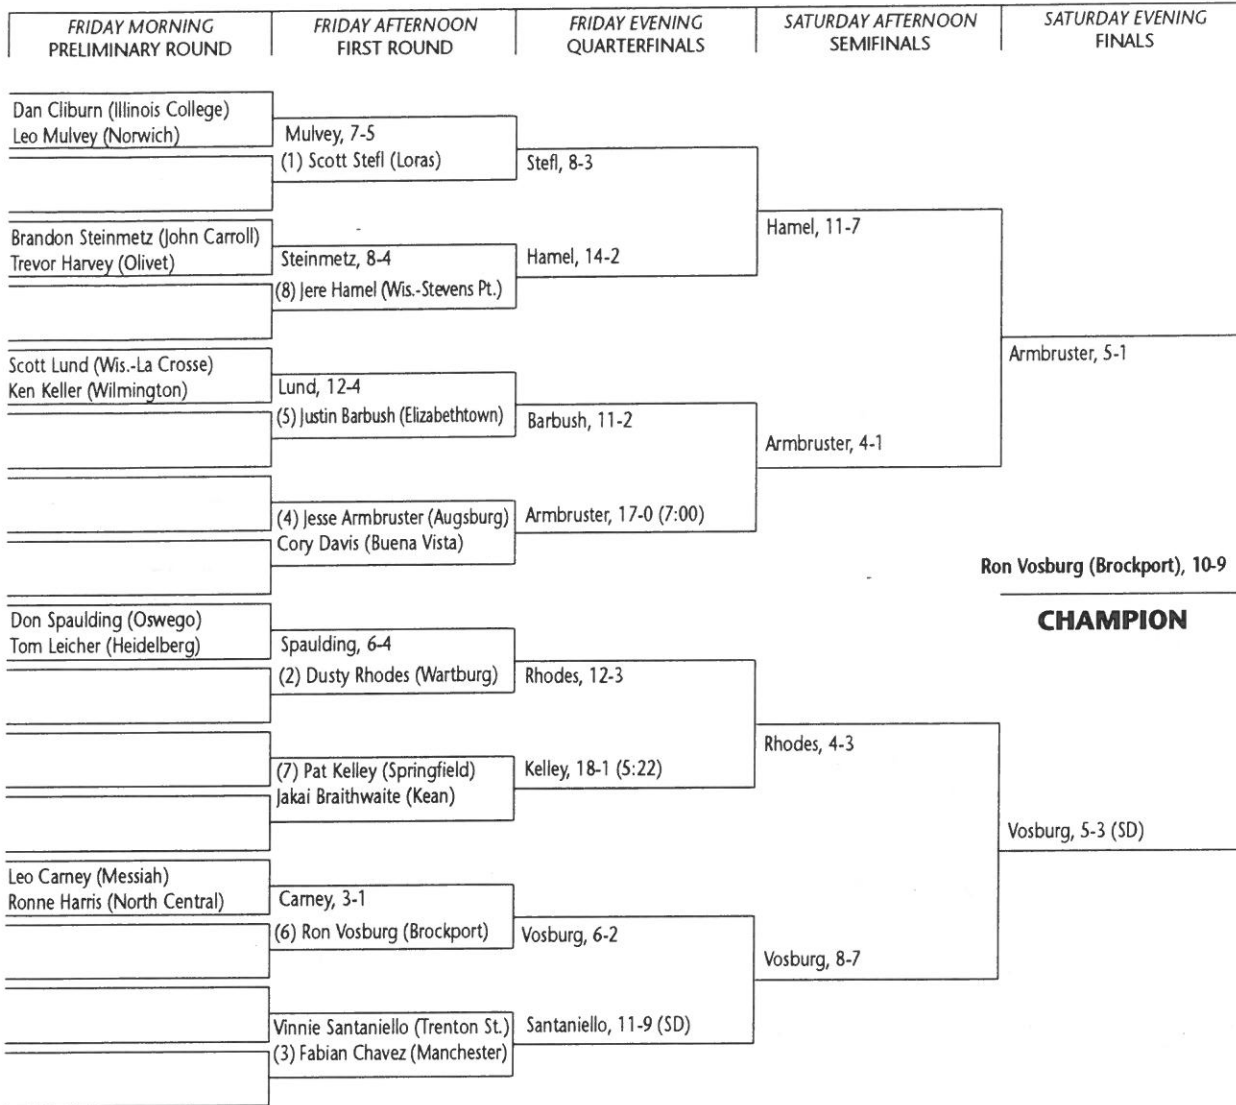 FRIDAY MORNING
PRELIMINARY ROUND
FRIDAY AFTERNOON
FIRST ROUND
FRIDAY EVENING
QUARTERFINALS
SATURDAY AFTERNOON
SEMIFINALS
SATURDAY EVENING
FINALS
Dan Cliburn (Illinois College)
Leo Mulvey (Norwich)
Brandon Steinmetz (John Carroll)
Trevor Harvey (Olivet)
Scott Lund (Wis.-La Crosse)
Ken Keller (Wilmington)
Don Spaulding (Oswego)
Tom Leicher (Heidelberg)
Leo Carney (Messiah)
Ronne Harris (North Central)
Mulvey, 7-5
(1) Scott Stefl (Loras)
Steinmetz, 8-4
(8) Jere Hamel (Wis.-Stevens Pt.)
Lund, 12-4
(5) Justin Barbush (Elizabethtown)
(4) Jesse Armbruster (Augsburg)
Cory Davis (Buena Vista)
Spaulding, 6-4
(2) Dusty Rhodes (Wartburg)
(7) Pat Kelley (Springfield)
Jakai Braithwaite (Kean)
Carney, 3-1
(6) Ron Vosburg (Brockport)
Vinnie Santaniello (Trenton St.)
(3) Fabian Chavez (Manchester)
Stefl, 8-3
Hamel, 14-2
Barbush, 11-2
Armbruster, 17-0 (7:00)
Rhodes, 12-3
Kelley, 18-1 (5:22)
Vosburg, 6-2
Santaniello, 11-9 (SD)
Hamel, 11-7
Armbruster, 4-1
Rhodes, 4-3
Vosburg, 8-7
Armbruster, 5-1
Vosburg, 5-3 (SD)
Ron Vosburg (Brockport), 10-9
CHAMPION